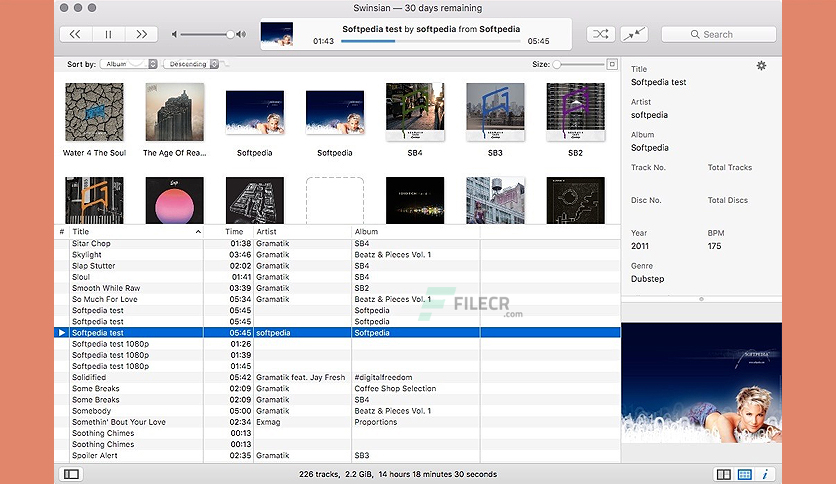 Swinsian — 30 days remaining
Softpedia test by softpedia from Softpedia
01:43 05:45
Search
Sort by: Album Descending Size:
Water 4 The Soul The Age Of Rea... Softpedia Softpedia SB4 SB3 SB2
# Title Time Artist Album
Sitar Chop 01:38 Gramatik SB4
Skylight 03:46 Gramatik Beatz & Pieces Vol. 1
Slap Stutter 02:02 Gramatik SB4
Sloul 01:41 Gramatik SB4
Smooth While Raw 03:39 Gramatik SB2
So Much For Love 05:34 Gramatik Beatz & Pieces Vol. 1
Softpedia test 05:45 Softpedia
Softpedia test 05:45 Softpedia
Softpedia test 05:45 softpedia Softpedia
Softpedia test 1080p 01:26
Softpedia test 1080p 01:39
Softpedia test 1080p 01:45
Solidified 05:42 Gramatik feat. Jay Fresh #digitalfreedom
Some Breaks 02:09 Gramatik Coffee Shop Selection
Some Breaks 02:09 Gramatik SB4
Somebody 05:00 Gramatik Beatz & Pieces Vol. 1
Somethin' Bout Your Love 02:34 Exmag Proportions
Soothing Chimes 00:13
Soothing Chimes 00:13
Spoiler Alert 02:35 Gramatik SB3
FILECR
.com
Title
Softpedia test
Artist
softpedia
Album
Softpedia
Track No. Total Tracks
Disc No. Total Discs
Year BPM
2011 175
Genre
Dubstep
SOFTPEDIA
226 tracks, 2.2 GiB, 14 hours 18 minutes 30 seconds